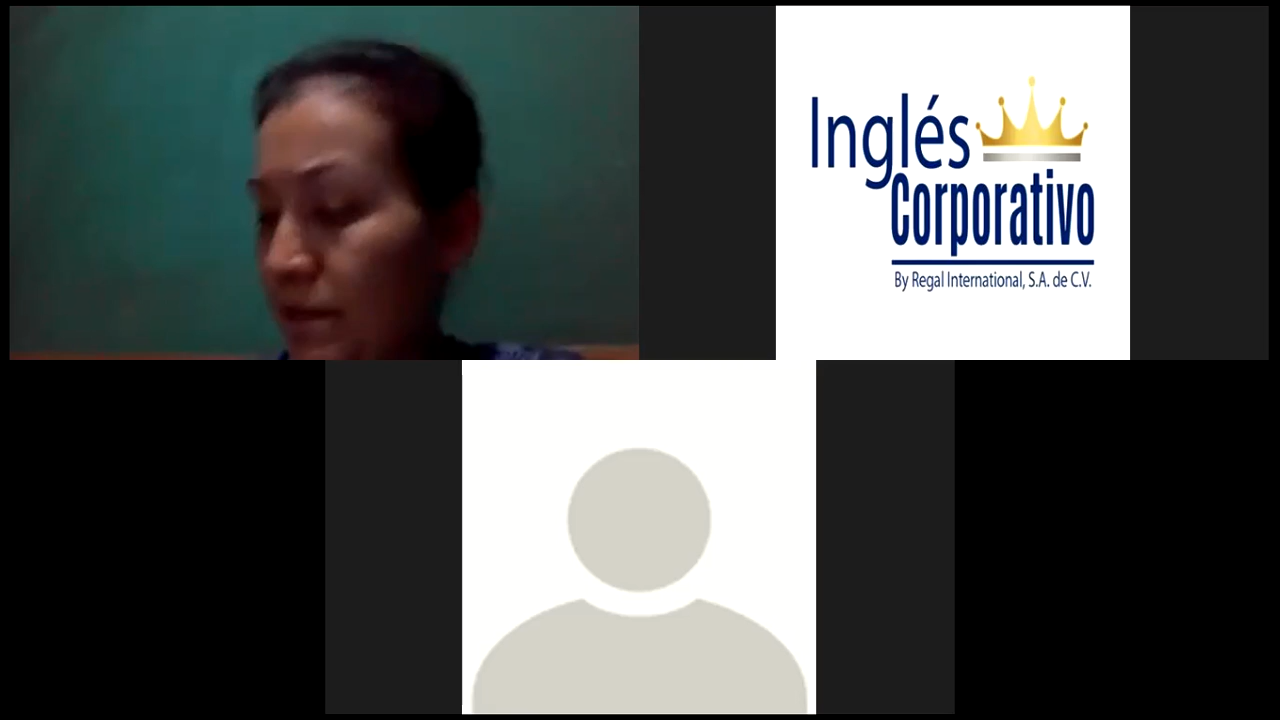 Inglés
Corporativo
By Regal International, S.A. de C.V.